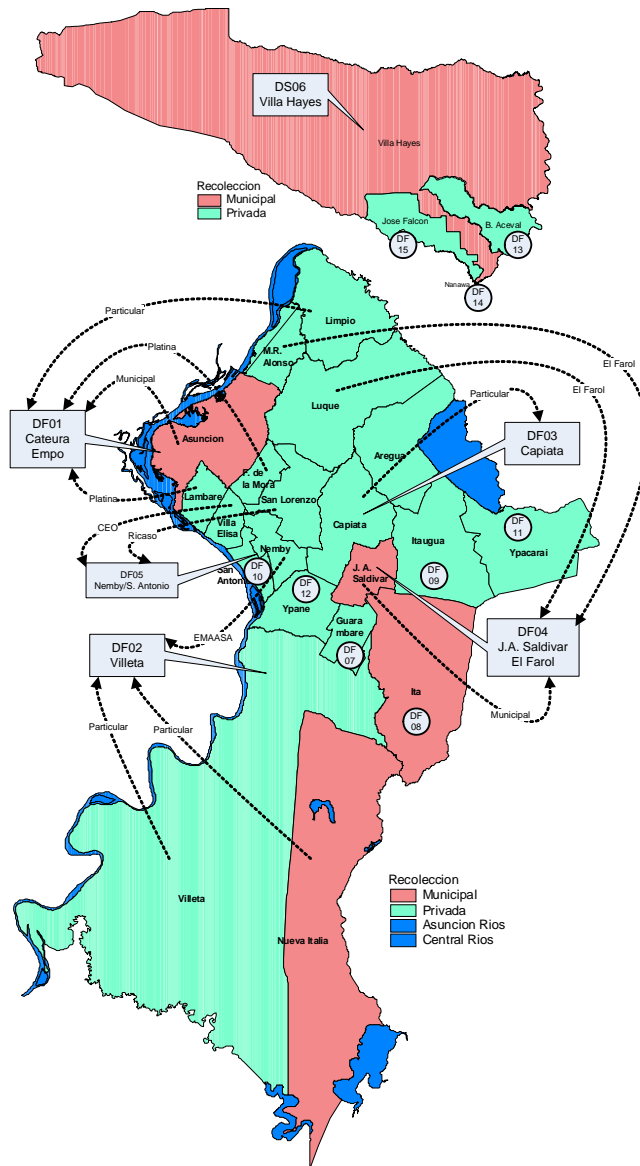 DS06
Villa Hayes
Villa Hayes
Recoleccion
Municipal
Privada
Jose Falcon
B. Aceval
DF
15
DF
13
Nanawa
DF
14
Particular
Limpio
Platina
M.R.
Alonso
El Farol
Municipal
Luque
Particular
El Farol
DF01
Cateura
Empo
Asuncion
DF03
Capiata
Aregua
F. de
la Mora
Platina
Lambare
San Lorenzo
CEO
Villa
Elisa
Capiata
DF
11
Ricaso
Nemby
Itaugua
Ypacarai
DF05
Nemby/S. Antonio
San
Antonio
DF
10
DF
12
J. A.
Saldivar
DF
09
Ypane
EMAASA
Guara
mbare
DF04
J.A. Saldivar
El Farol
DF02
Villeta
DF
07
Ita
Municipal
DF
08
Particular
Particular
Recoleccion
Municipal
Privada
Asuncion Rios
Central Rios
Villeta
Nueva Italia